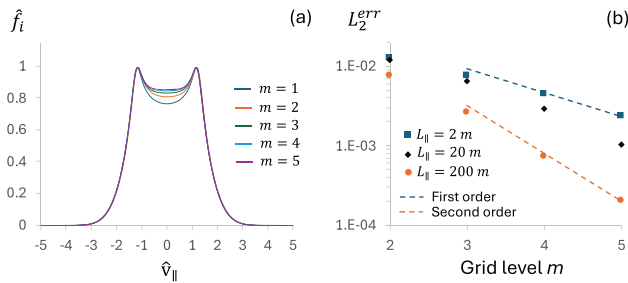 f̂ᵢ
(a)
1
0.8
0.6
0.4
0.2
0
-5 -4 -3 -2 -1 0 1 2 3 4 5
v̂∥
m = 1
m = 2
m = 3
m = 4
m = 5
L₂ᵉʳʳ
(b)
1.E-02
1.E-03
1.E-04
2 3 4 5
Grid level m
L∥ = 2 m
L∥ = 20 m
L∥ = 200 m
First order
Second order